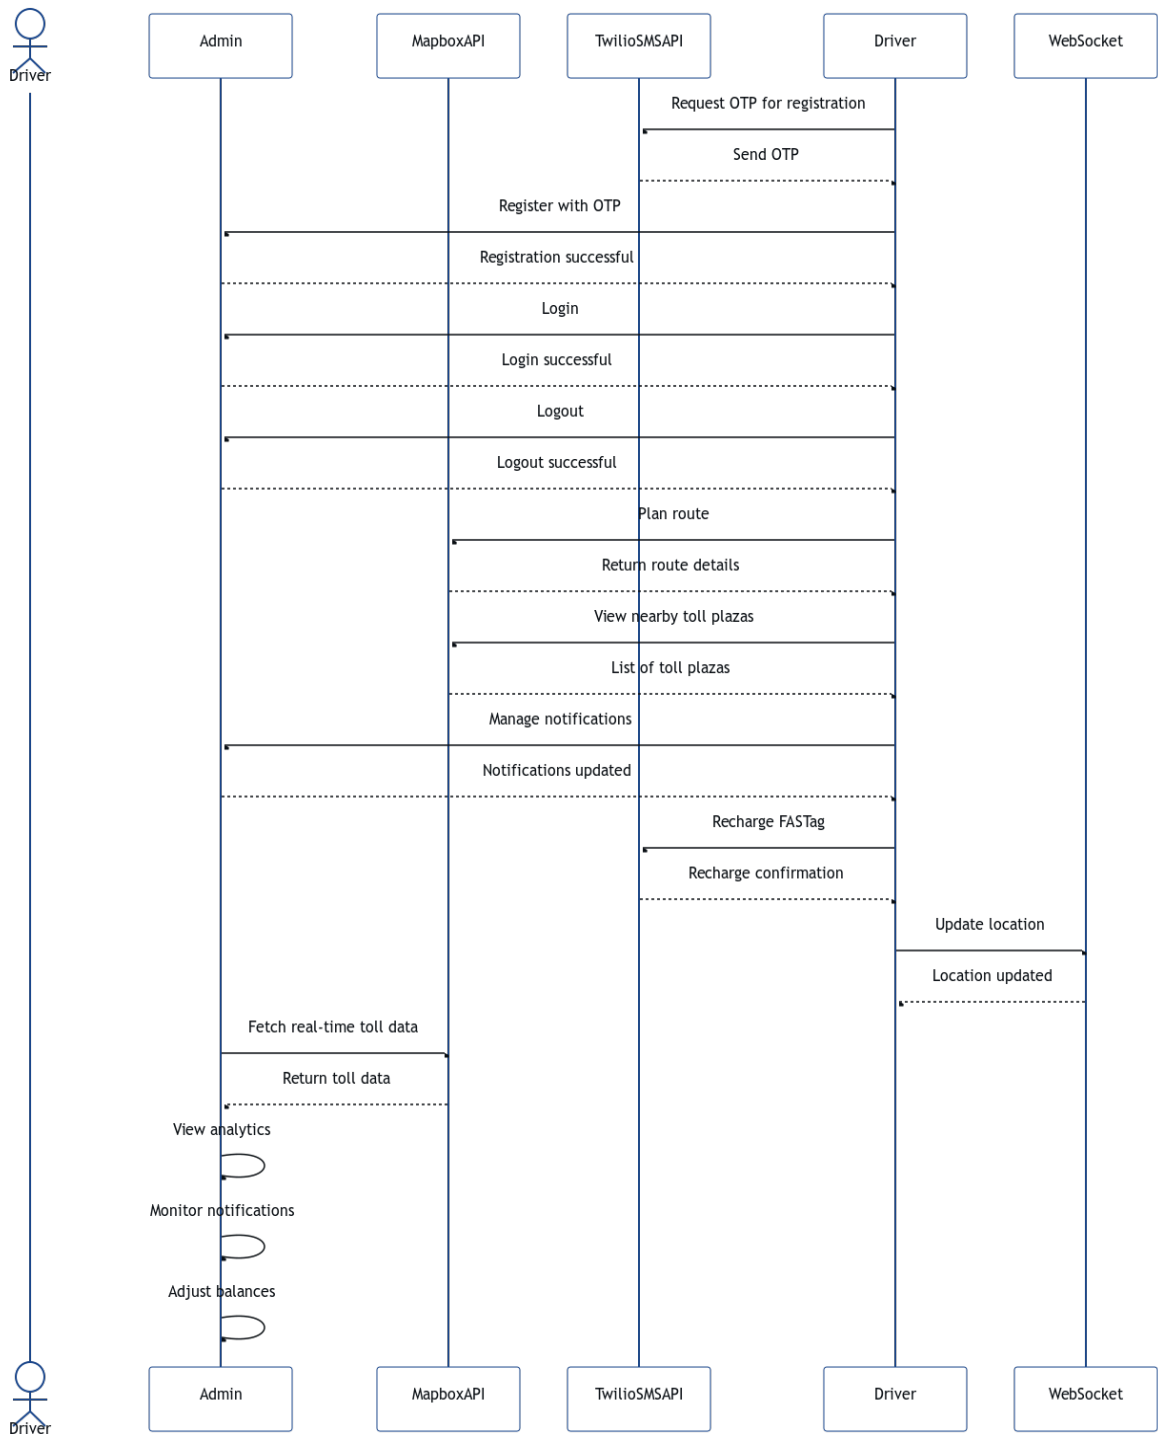 Driver
Admin
MapboxAPI
TwilioSMSAPI
Driver
WebSocket
Request OTP for registration
Send OTP
Register with OTP
Registration successful
Login
Login successful
Logout
Logout successful
Plan route
Return route details
View nearby toll plazas
List of toll plazas
Manage notifications
Notifications updated
Recharge FASTag
Recharge confirmation
Update location
Location updated
Fetch real-time toll data
Return toll data
View analytics
Monitor notifications
Adjust balances
Driver
Admin
MapboxAPI
TwilioSMSAPI
Driver
WebSocket